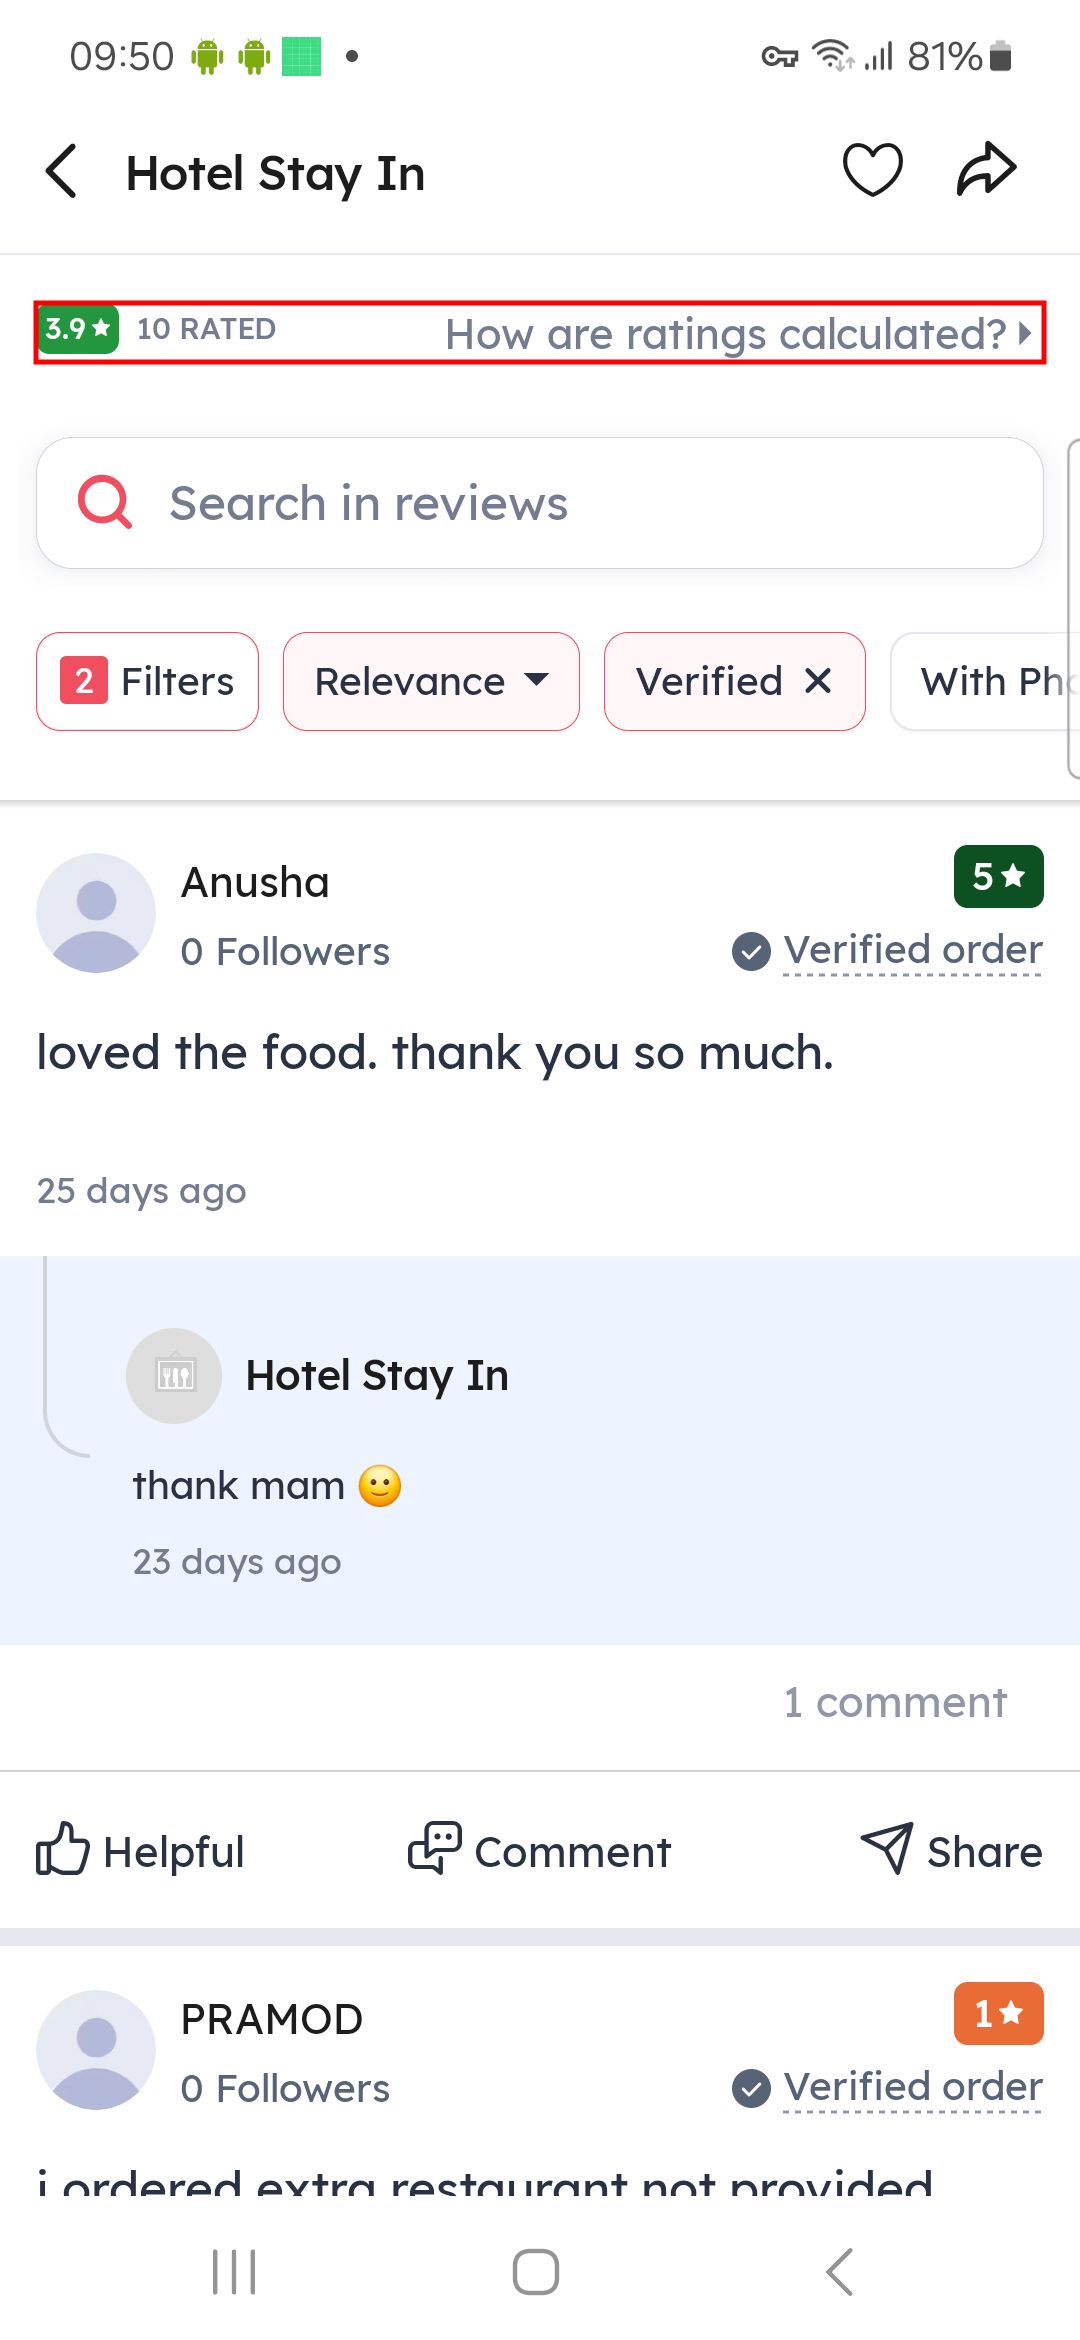 09:50
81%
Hotel Stay In
3.9 10 RATED How are ratings calculated?
Search in reviews
2 Filters Relevance Verified With Pho
Anusha 5
0 Followers Verified order
loved the food. thank you so much.
25 days ago
Hotel Stay In
thank mam 🙂
23 days ago
1 comment
Helpful Comment Share
PRAMOD 1
0 Followers Verified order
i ordered extra restaurant not provided